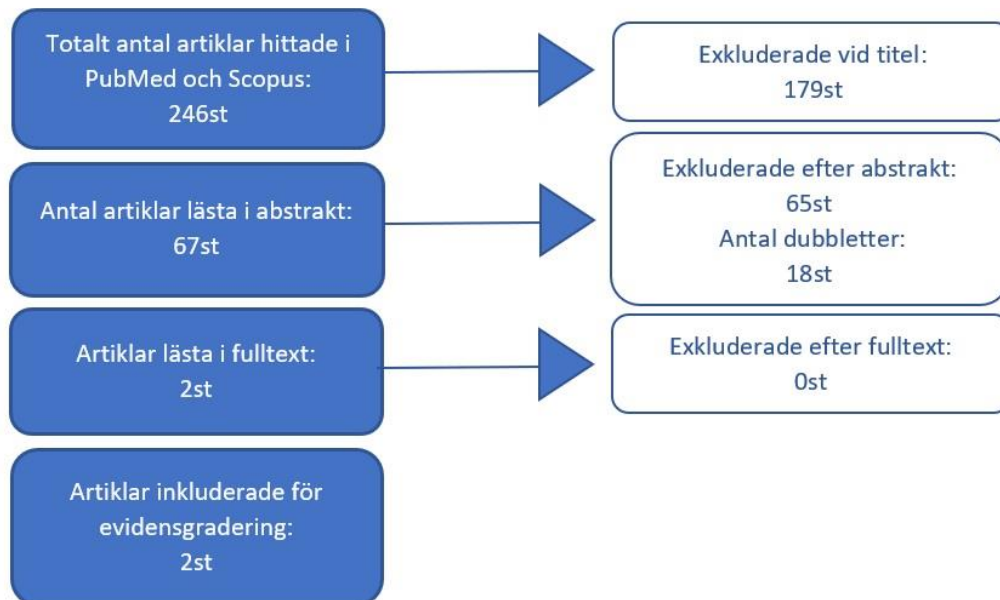 Totalt antal artiklar hittade i
PubMed och Scopus:
246st
Exkluderade vid titel:
179st
Antal artiklar lästa i abstrakt:
67st
Exkluderade efter abstrakt:
65st
Antal dubbletter:
18st
Artiklar lästa i fulltext:
2st
Exkluderade efter fulltext:
0st
Artiklar inkluderade för
evidensgradering:
2st